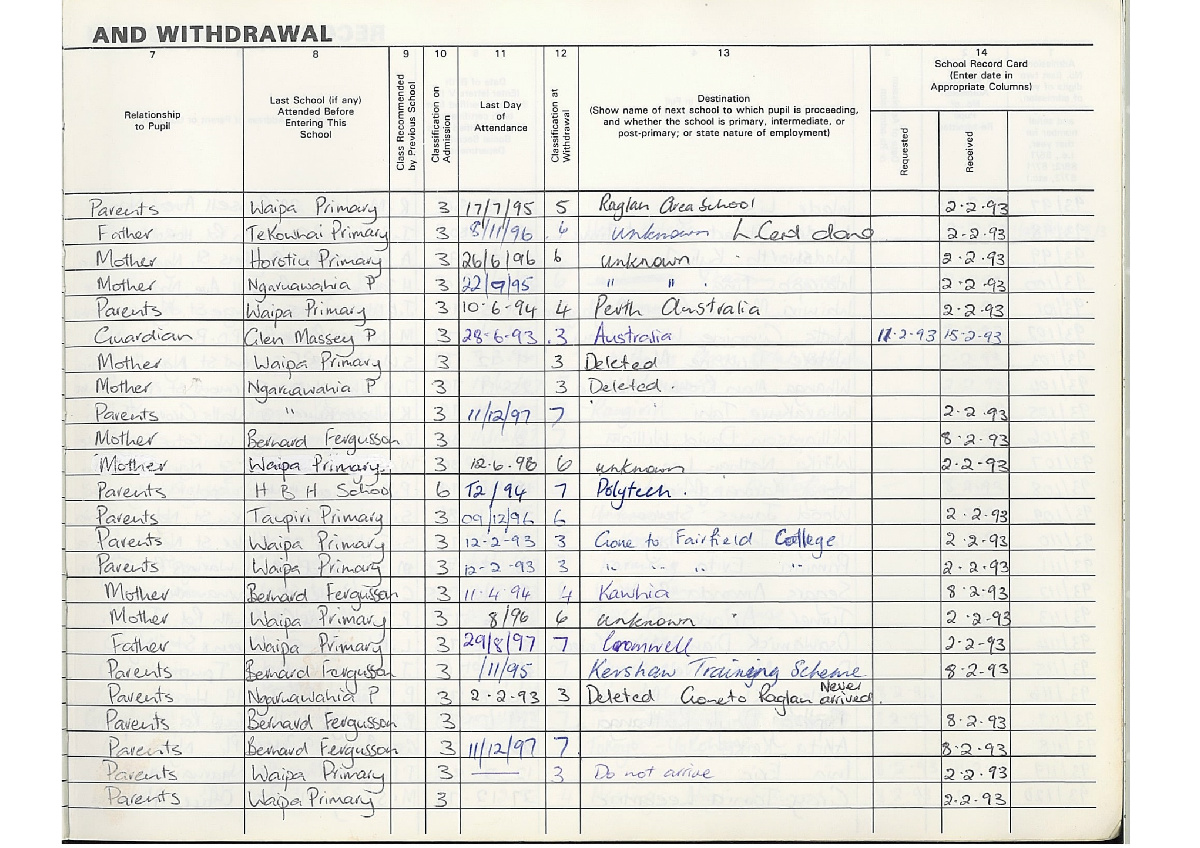 AND WITHDRAWAL
7 8 9 10 11 12 13 14
Relationship to Pupil
Last School (if any) Attended Before Entering This School
Class Recommended by Previous School
Classification on Admission
Last Day of Attendance
Classification at Withdrawal
Destination
(Show name of next school to which pupil is proceeding, and whether the school is primary, intermediate, or post-primary; or state nature of employment)
School Record Card
(Enter date in Appropriate Columns)
Requested
Received
Parents Waipa Primary 3 17/7/95 5 Raglan Area School 2-2-93
Father TeKowhai Primary 3 8/11/96 .6 unknown L. Card done 2-2-93
Mother Horotiu Primary 3 26/6/96 6 unknown 2-2-93
Mother Ngaruawahia P 3 22/9/95 " " 2-2-93
Parents Waipa Primary 3 10-6-94 4 Perth Australia 2-2-93
Guardian Glen Massey P 3 28-6-93 .3 Australia 11-2-93 15-2-93
Mother Waipa Primary 3 3 Deleted
Mother Ngaruawahia P 3 3 Deleted.
Parents " 3 11/12/97 7 2-2-93
Mother Bernard Fergusson 3 8-2-93
Mother Waipa Primary. 3 12-6-96 6 unknown 2-2-93
Parents H B H School 6 T2/94 7 Polytech.
Parents Taupiri Primary 3 09/12/96 6 2-2-93
Parents Waipa Primary 3 12-2-93 3 Gone to Fairfield College 2-2-93
Parents Waipa Primary 3 12-2-93 3 " " " " 2-2-93
Mother Bernard Fergusson 3 11-4-94 4 Kawhia 8-2-93
Mother Waipa Primary 3 8/96 6 unknown " 2-2-93
Father Waipa Primary 3 29/8/97 7 Cromwell 2-2-93
Parents Bernard Fergusson 3 /11/95 Kershaw Training Scheme 8-2-93
Parents Ngaruawahia P 3 2-2-93 3 Deleted Gone to Raglan Never arrived.
Parents Bernard Fergusson 3 8-2-93
Parents Bernard Fergusson 3 11/12/97 7 8-2-93
Parents Waipa Primary 3 — 3 Do not arrive 2-2-93
Parents Waipa Primary 3 2-2-93